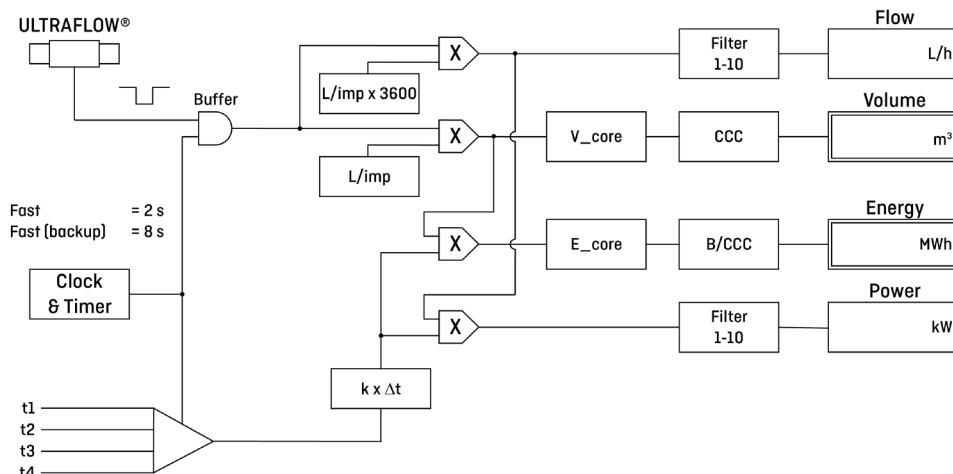 ULTRAFLOW®
Buffer
Fast = 2 s
Fast (backup) = 8 s
Clock
& Timer
t1
t2
t3
t4
L/imp x 3600
L/imp
k x Δt
X
X
X
X
V_core
E_core
Filter
1-10
CCC
B/CCC
Filter
1-10
Flow
L/h
Volume
m³
Energy
MWh
Power
kW